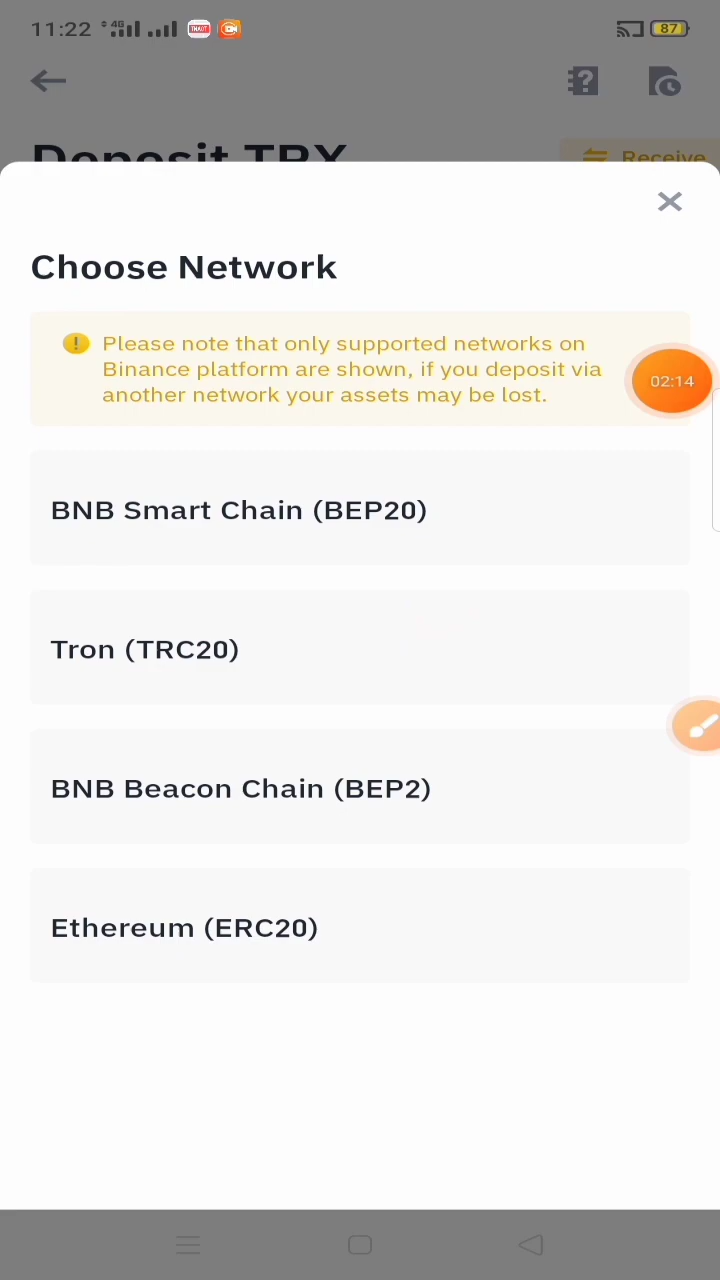 11:22 4G 87
Deposit TRX
Receive
Choose Network
Please note that only supported networks on
Binance platform are shown, if you deposit via
another network your assets may be lost.
02:14
BNB Smart Chain (BEP20)
Tron (TRC20)
BNB Beacon Chain (BEP2)
Ethereum (ERC20)